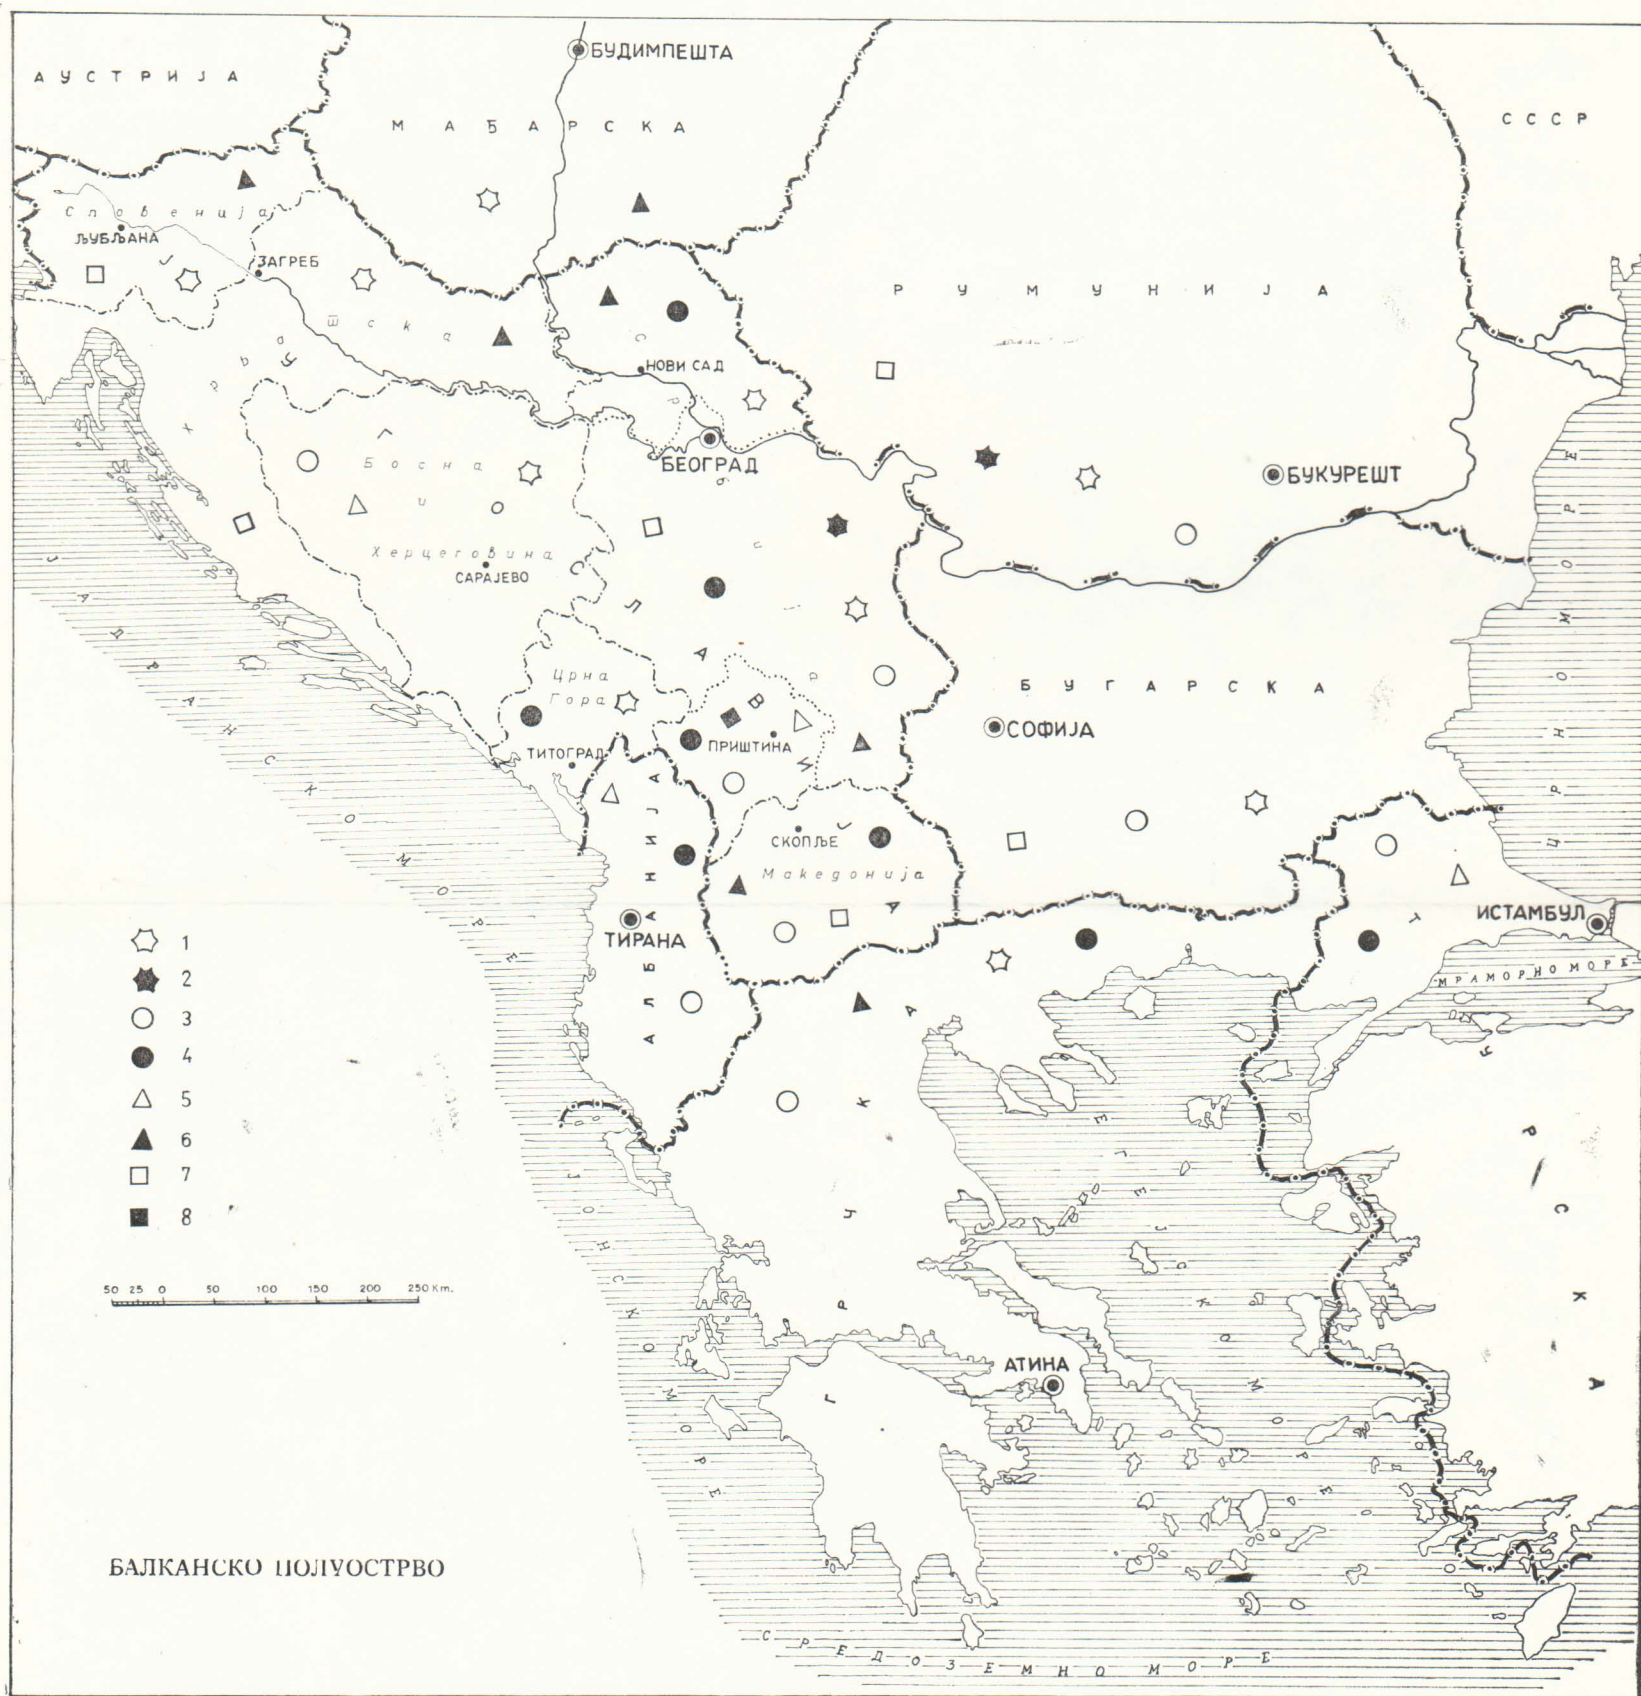 БУДИМПЕШТА
АУСТРИЈА
МАЂАРСКА
СССР
Словенија
ЉУБЉАНА
ЗАГРЕБ
Хрватска
РУМУНИЈА
НОВИ САД
БЕОГРАД
Србија
БУКУРЕШТ
Босна
и
Херцеговина
САРАЈЕВО
ЈУГОСЛАВИЈА
Црна
Гора
ТИТОГРАД
ПРИШТИНА
БУГАРСКА
СОФИЈА
СКОПЉЕ
Македонија
АЛБАНИЈА
ТИРАНА
ИСТАМБУЛ
МРАМОРНО МОРЕ
ЦРНО МОРЕ
ЈАДРАНСКО МОРЕ
ТУРСКА
ГРЧКА
ЕГЕЈСКО МОРЕ
ЈОНСКО МОРЕ
АТИНА
1
2
3
4
5
6
7
8
50 25 0 50 100 150 200 250 Km.
БАЛКАНСКО ПОЛУОСТРВО
СРЕДОЗЕМНО МОРЕ